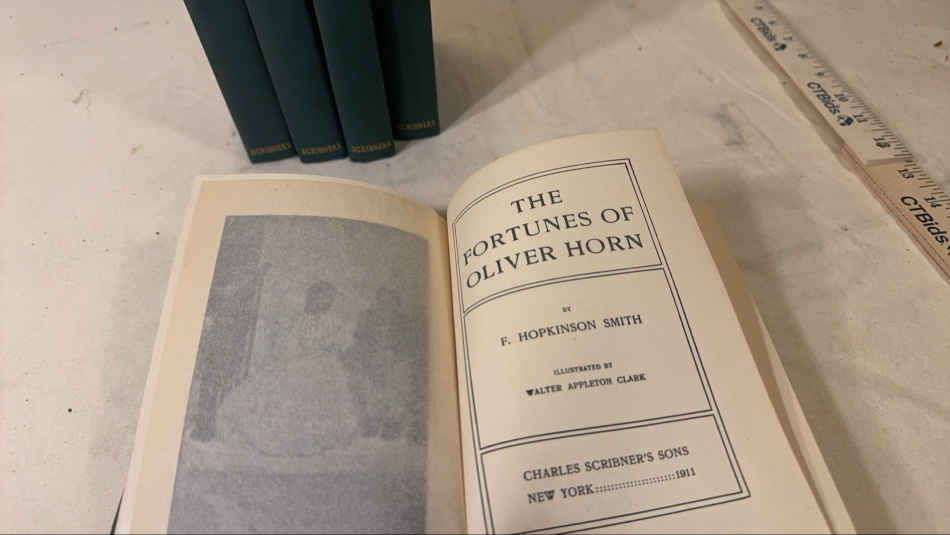 SCRIBNERS
SCRIBNERS
SCRIBNERS
SCRIBNERS
CTBids
CTBids
CTBids
THE
FORTUNES OF
OLIVER HORN
BY
F. HOPKINSON SMITH
ILLUSTRATED BY
WALTER APPLETON CLARK
CHARLES SCRIBNER'S SONS
NEW YORK::::::::::::::::::::::1911